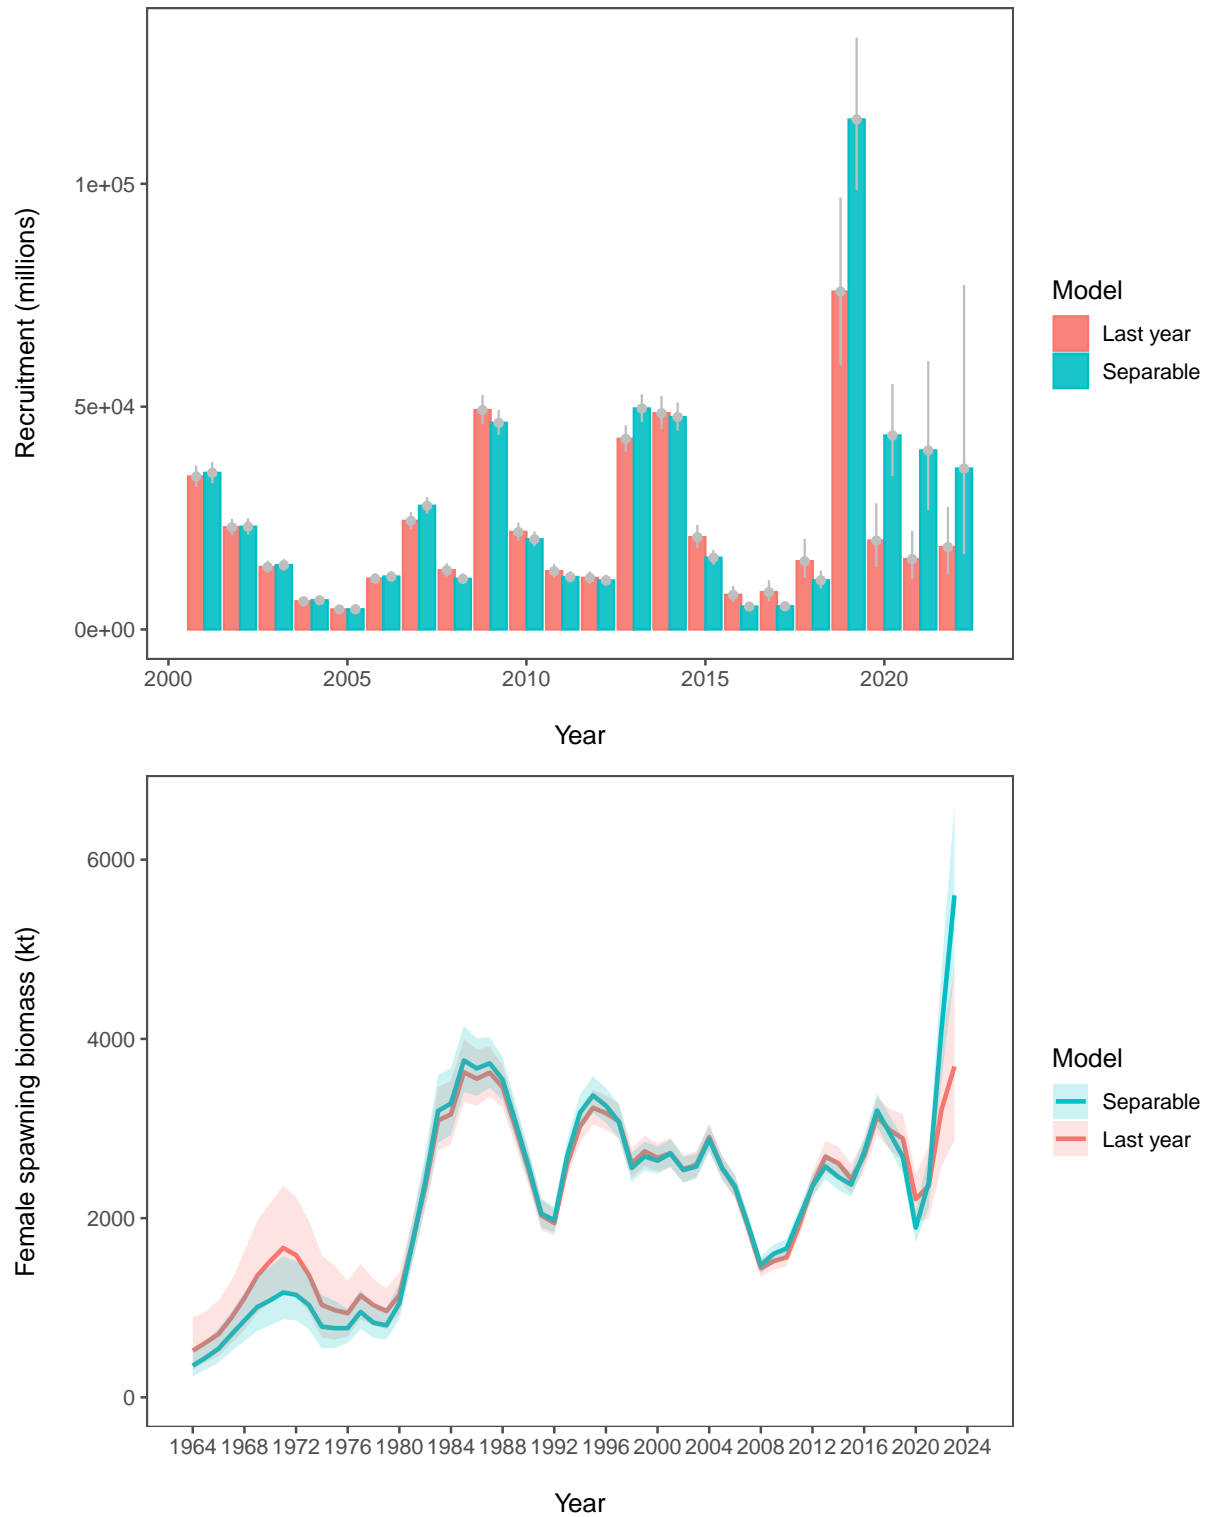 Recruitment (millions)
1e+05
5e+04
0e+00
2000 2005 2010 2015 2020
Year
Model
Last year
Separable
Female spawning biomass (kt)
6000
4000
2000
0
1964 1968 1972 1976 1980 1984 1988 1992 1996 2000 2004 2008 2012 2016 2020 2024
Year
Model
Separable
Last year